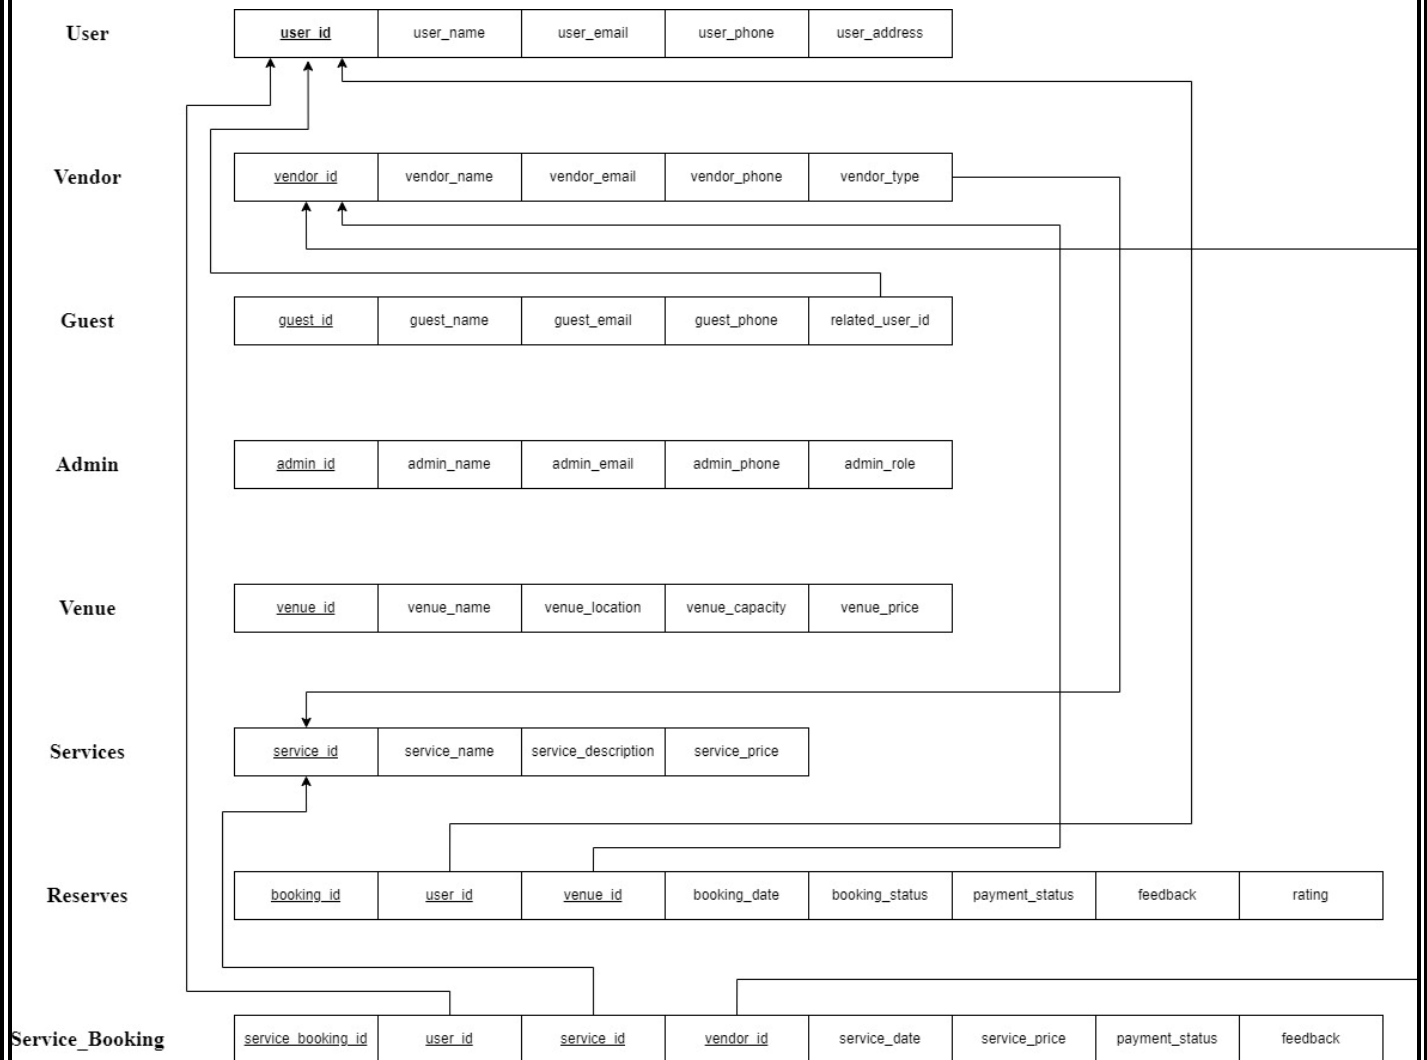 User user_id user_name user_email user_phone user_address
Vendor vendor_id vendor_name vendor_email vendor_phone vendor_type
Guest guest_id guest_name guest_email guest_phone related_user_id
Admin admin_id admin_name admin_email admin_phone admin_role
Venue venue_id venue_name venue_location venue_capacity venue_price
Services service_id service_name service_description service_price
Reserves booking_id user_id venue_id booking_date booking_status payment_status feedback rating
Service_Booking service_booking_id user_id service_id vendor_id service_date service_price payment_status feedback